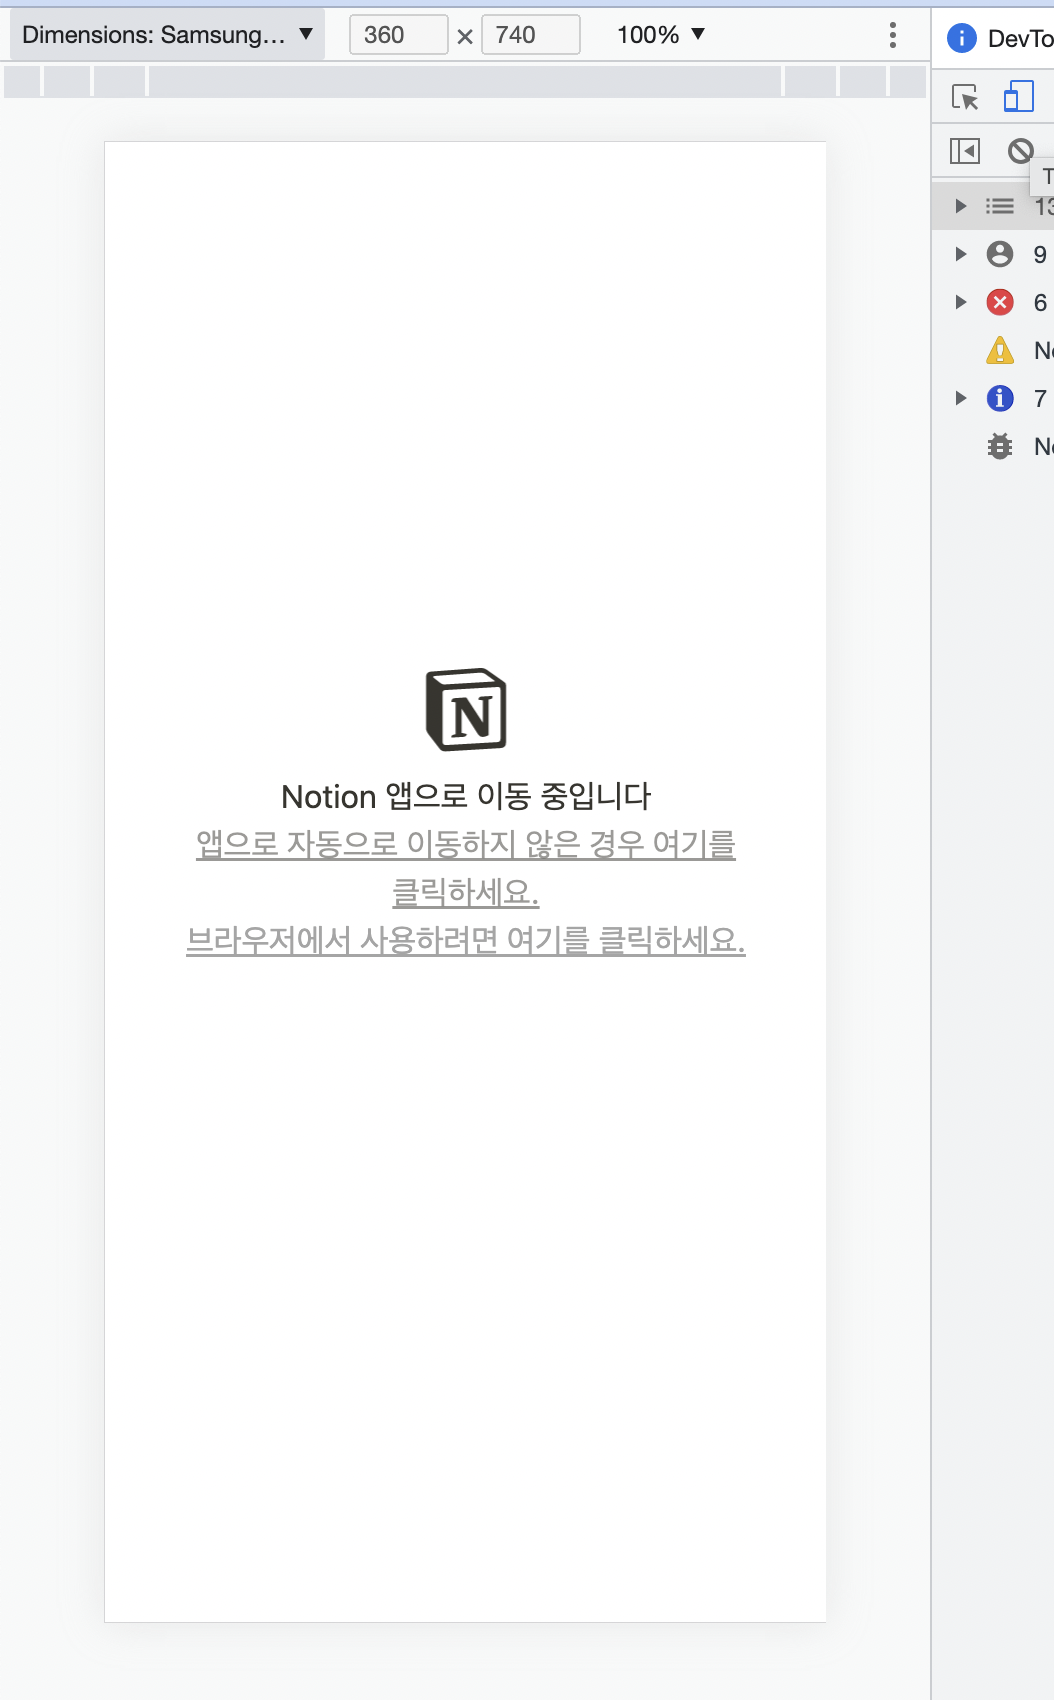 Dimensions: Samsung... ▼ 360 × 740 100% ▼
DevTo
13
9
6
7
N
Notion 앱으로 이동 중입니다
앱으로 자동으로 이동하지 않은 경우 여기를
클릭하세요.
브라우저에서 사용하려면 여기를 클릭하세요.